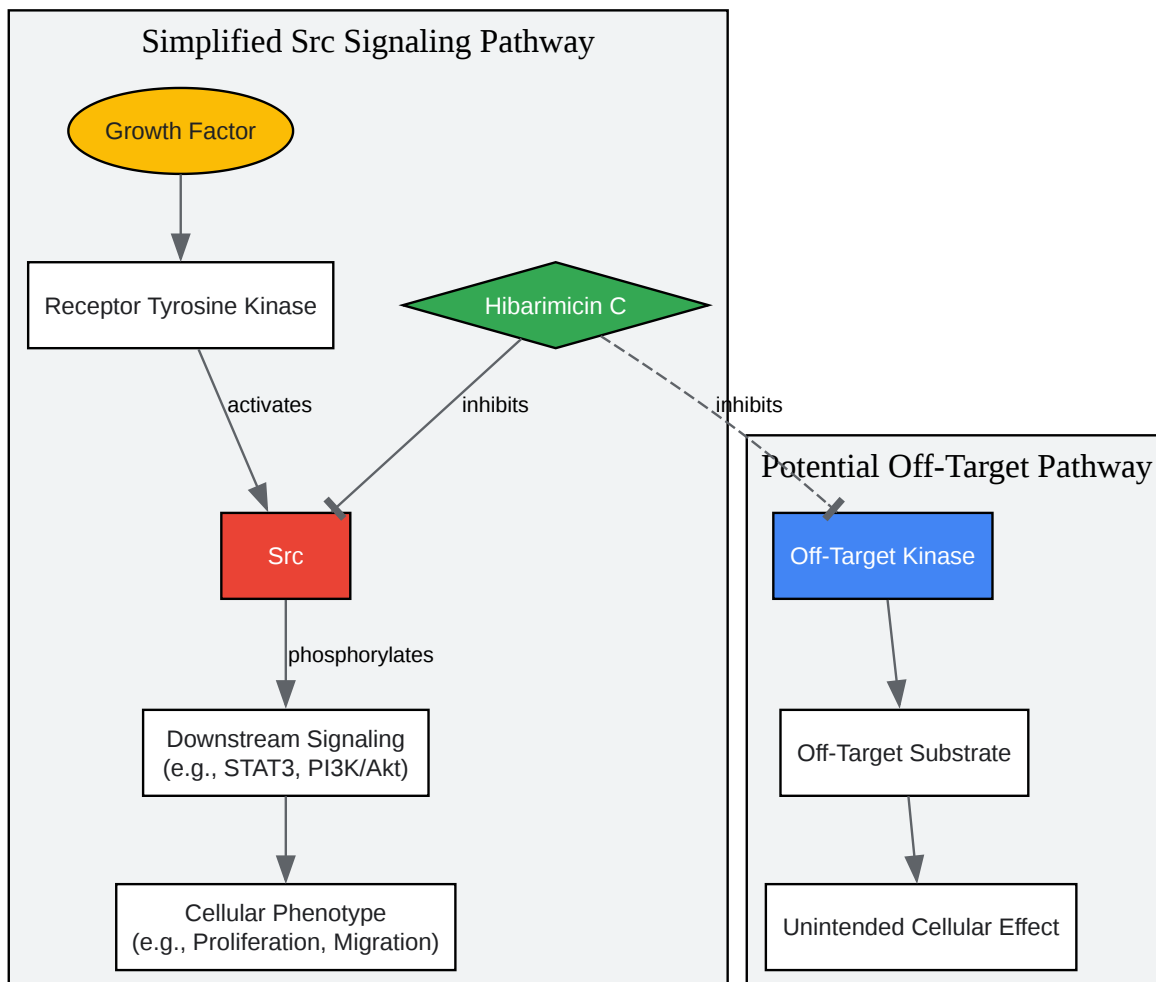 Simplified Src Signaling Pathway
Growth Factor
Receptor Tyrosine Kinase
Hibarimicin C
activates
inhibits
inhibits
Potential Off-Target Pathway
Src
Off-Target Kinase
phosphorylates
Downstream Signaling
(e.g., STAT3, PI3K/Akt)
Off-Target Substrate
Cellular Phenotype
(e.g., Proliferation, Migration)
Unintended Cellular Effect